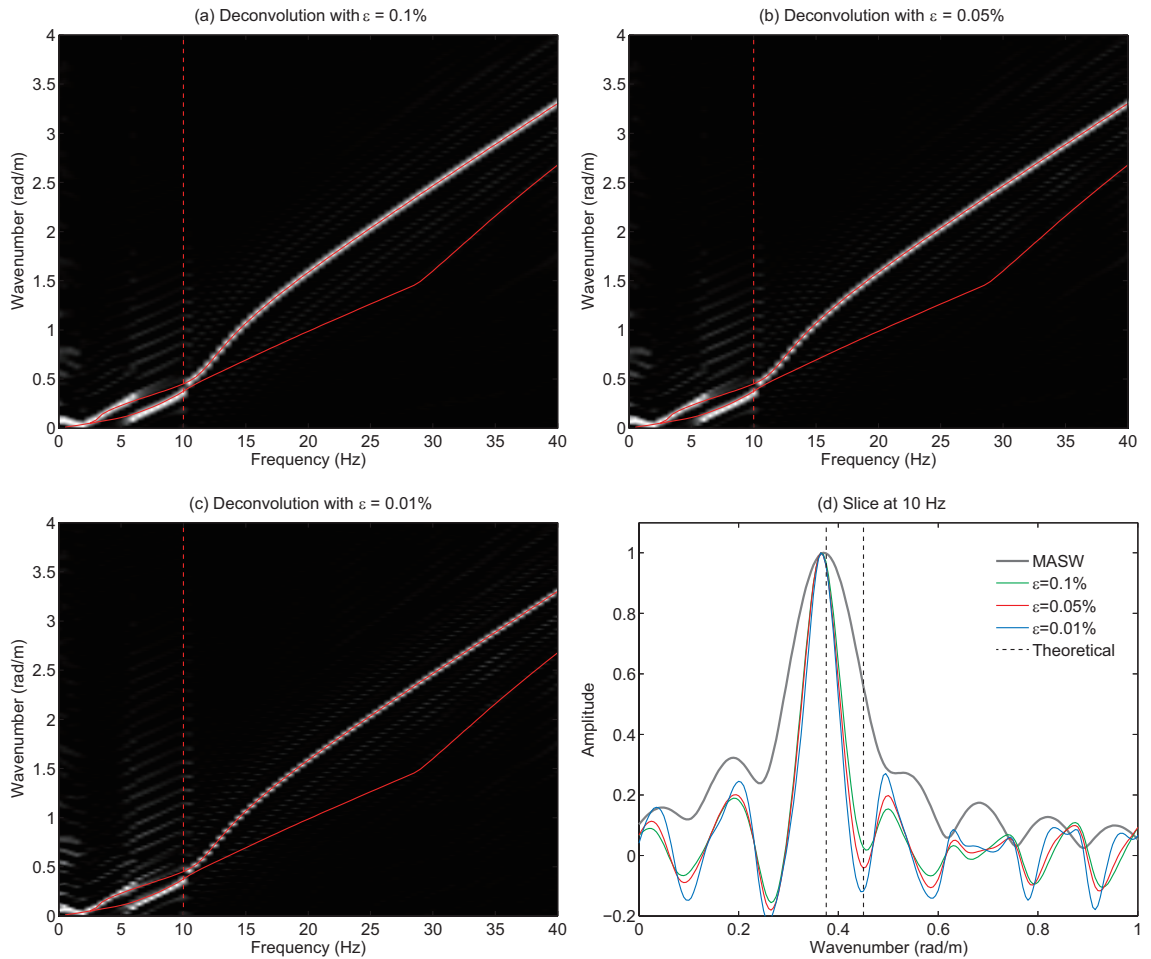 (a) Deconvolution with ε = 0.1%
4
3.5
3
2.5
2
1.5
1
0.5
0
Wavenumber (rad/m)
0 5 10 15 20 25 30 35 40
Frequency (Hz)
(b) Deconvolution with ε = 0.05%
4
3.5
3
2.5
2
1.5
1
0.5
0
Wavenumber (rad/m)
0 5 10 15 20 25 30 35 40
Frequency (Hz)
(c) Deconvolution with ε = 0.01%
4
3.5
3
2.5
2
1.5
1
0.5
0
Wavenumber (rad/m)
0 5 10 15 20 25 30 35 40
Frequency (Hz)
(d) Slice at 10 Hz
1
0.8
0.6
0.4
0.2
0
−0.2
Amplitude
MASW
ε=0.1%
ε=0.05%
ε=0.01%
Theoretical
0 0.2 0.4 0.6 0.8 1
Wavenumber (rad/m)